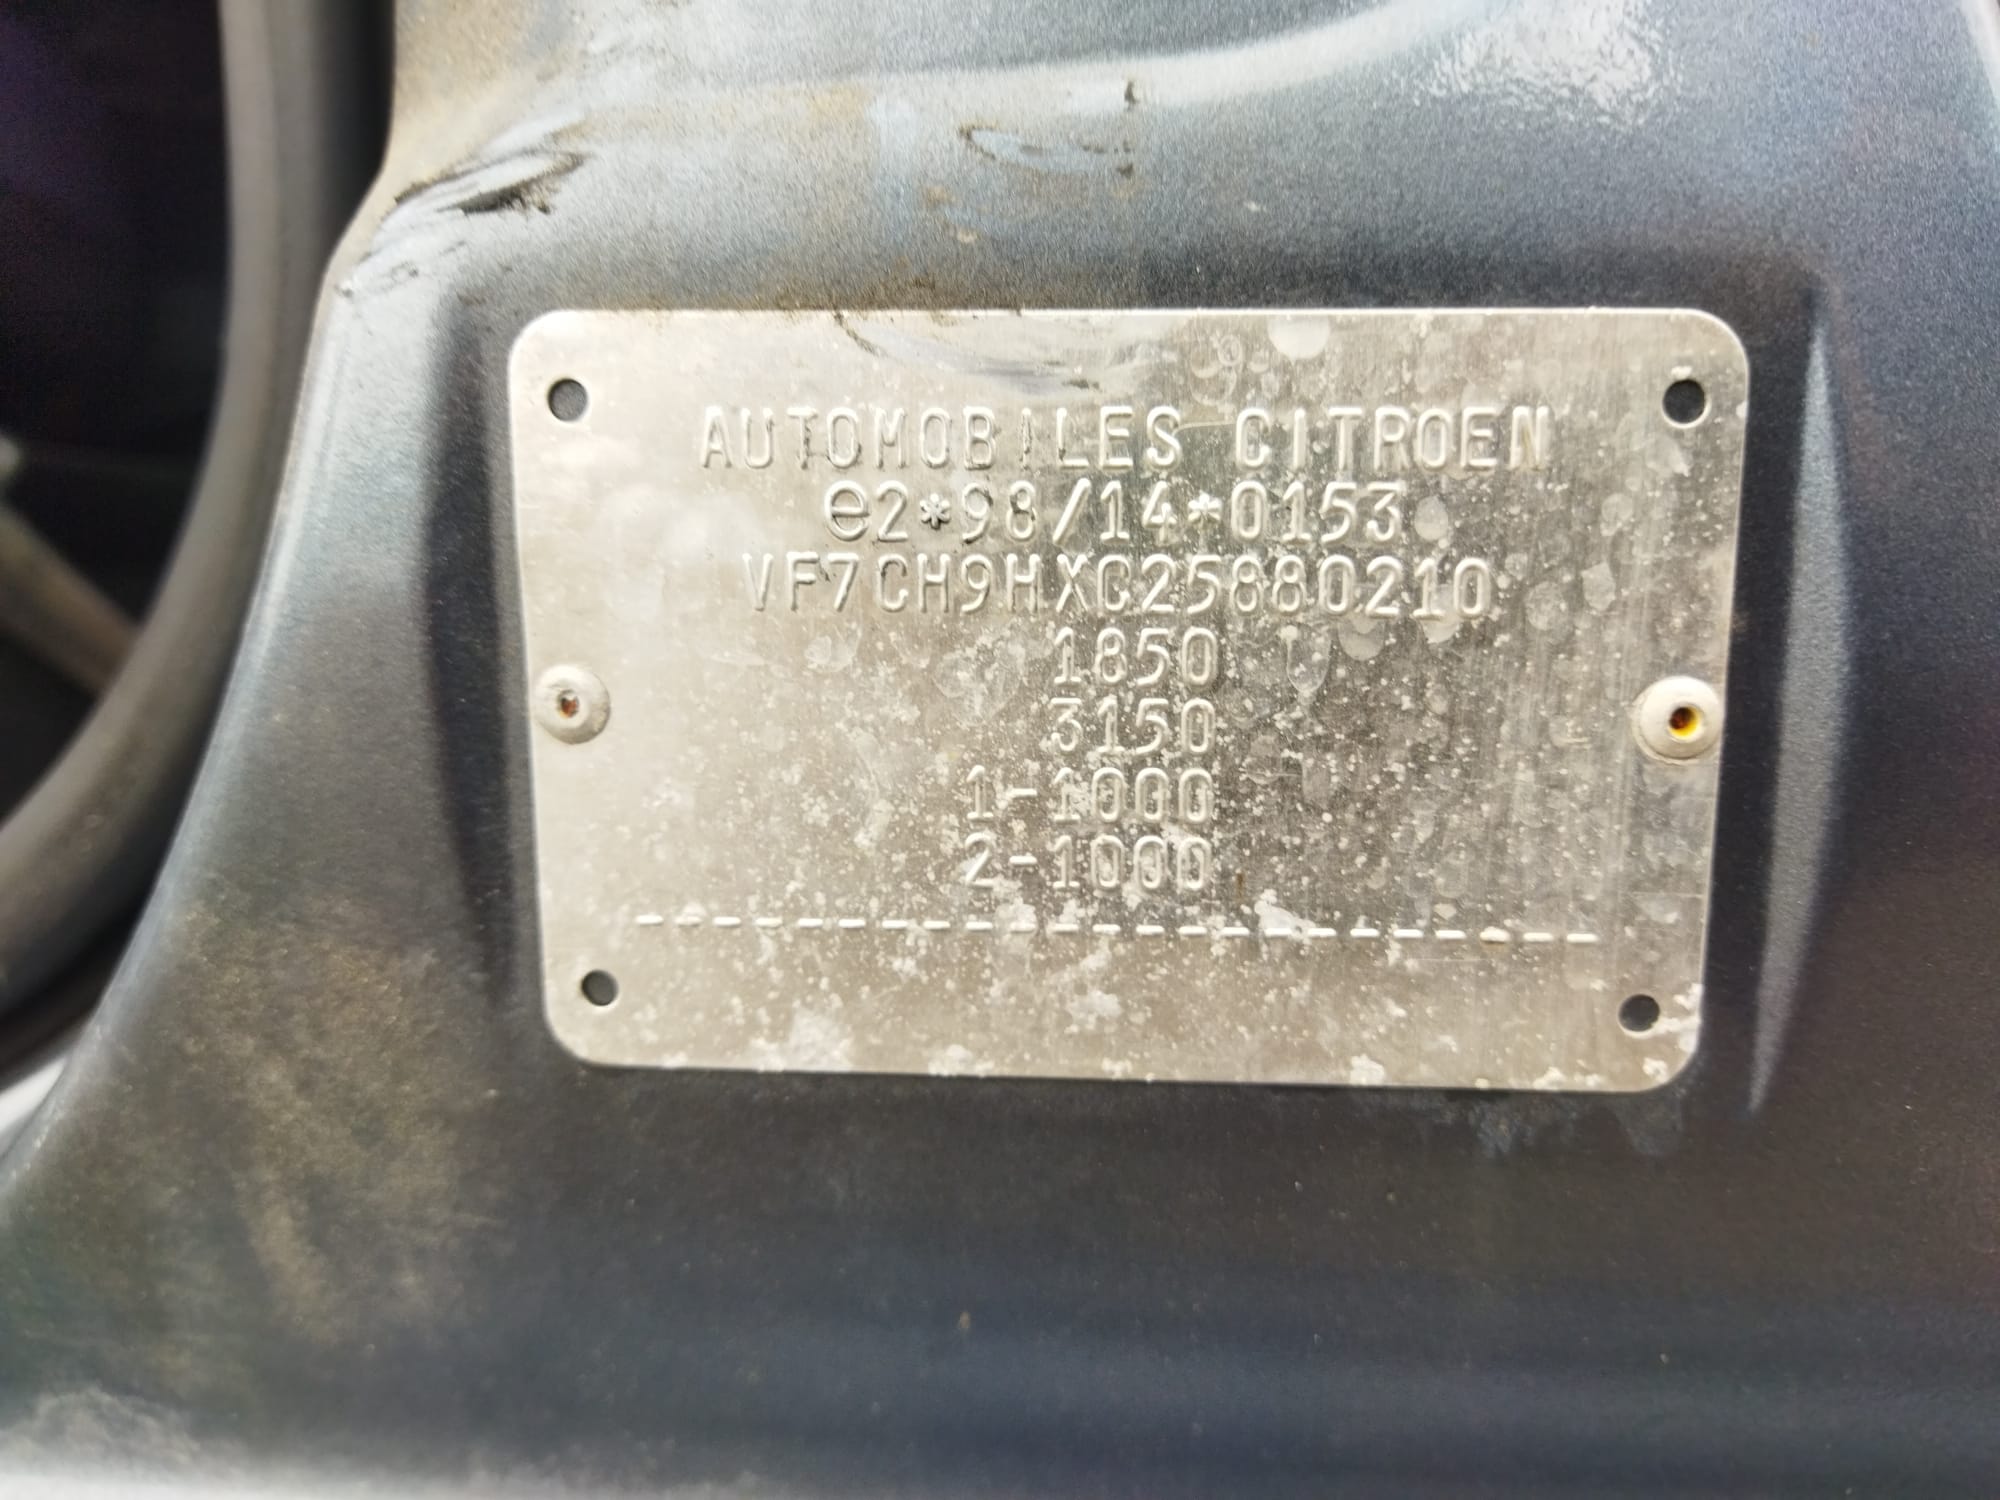 AUTOMOBILES CITROEN
e2*98/14*0153
VF7CH9HXC25880210
1850
3150
1-1000
2-1000
---------------------------